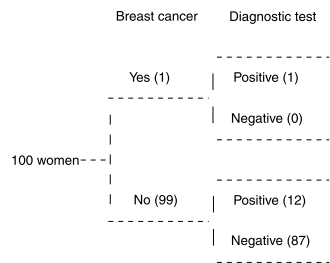 Breast cancer Diagnostic test
Yes (1) Positive (1)
Negative (0)
100 women
No (99) Positive (12)
Negative (87)